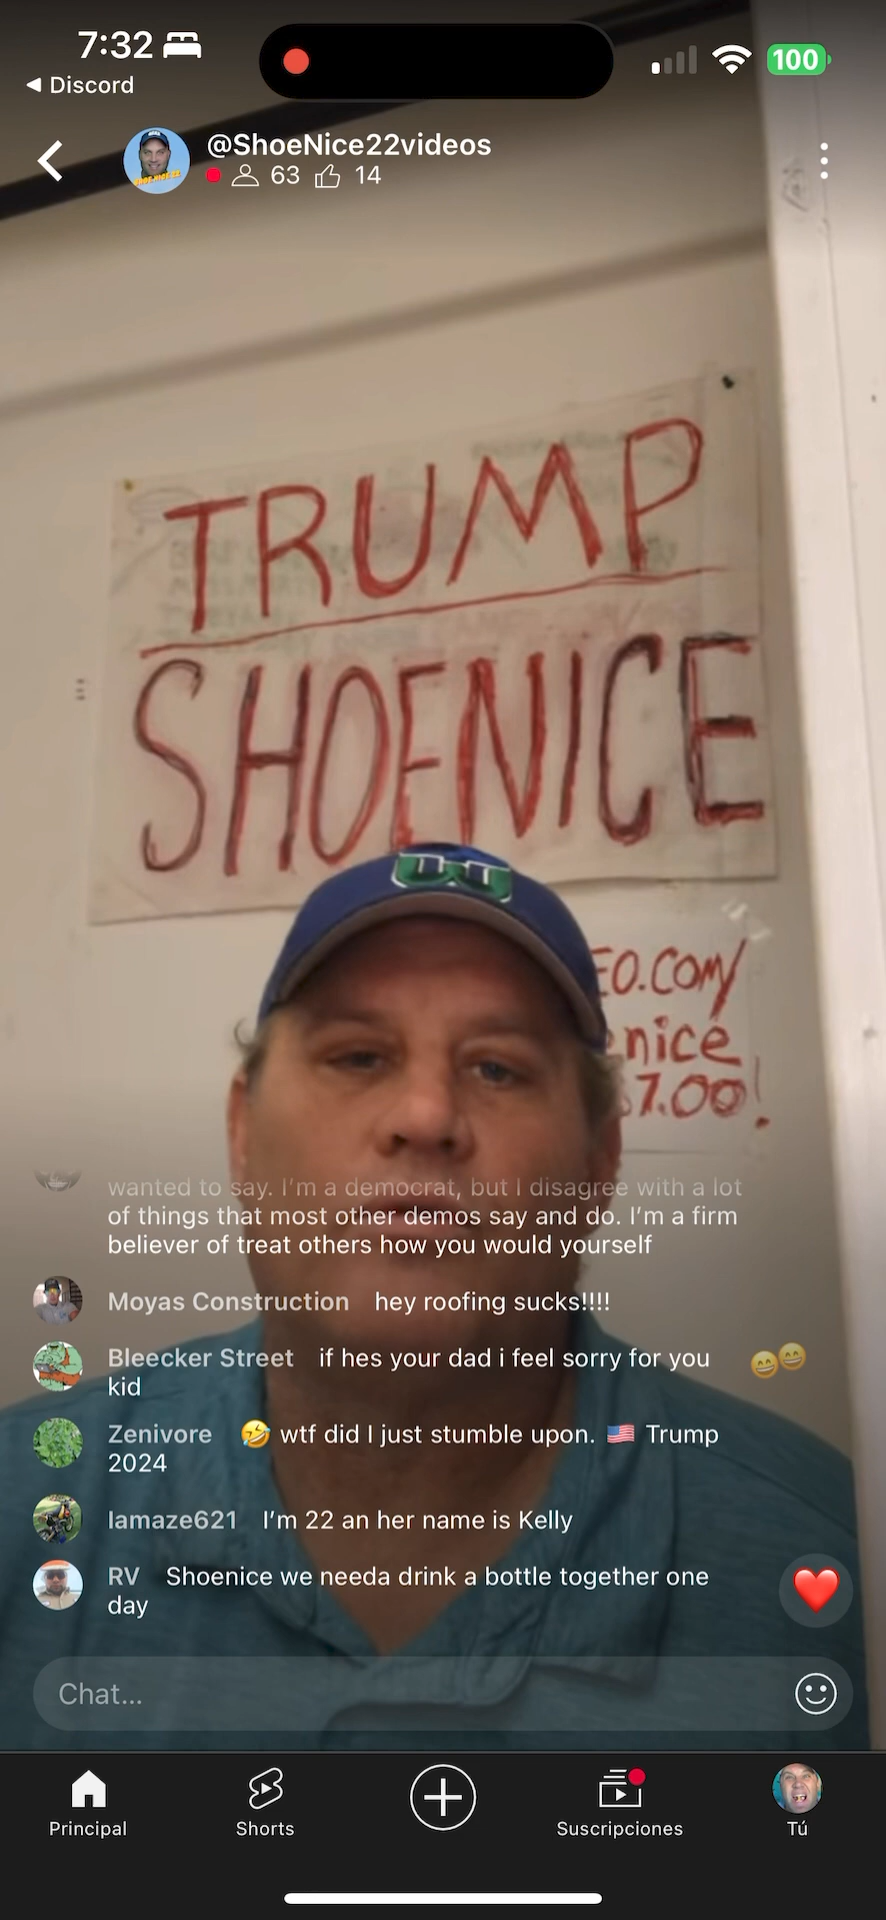 7:32
100
Discord
@ShoeNice22videos
63 14
TRUMP
SHOENICE
EO.COM/
nice
7.00!
wanted to say. I'm a democrat, but I disagree with a lot
of things that most other demos say and do. I'm a firm
believer of treat others how you would yourself
Moyas Construction hey roofing sucks!!!!
Bleecker Street if hes your dad i feel sorry for you
kid
Zenivore 🤣 wtf did I just stumble upon. 🇺🇸 Trump
2024
Iamaze621 I'm 22 an her name is Kelly
RV Shoenice we needa drink a bottle together one
day
Chat...
Principal
Shorts
Suscripciones
Tú